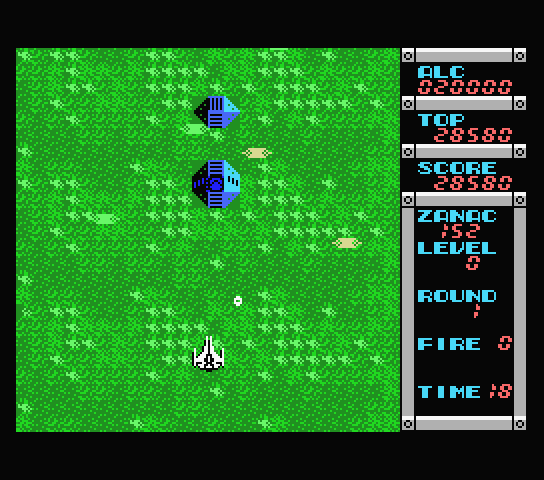 ALC
020000
TOP
28580
SCORE
28580
ZANAC
152
LEVEL
0
ROUND
1
FIRE 0
TIME 18